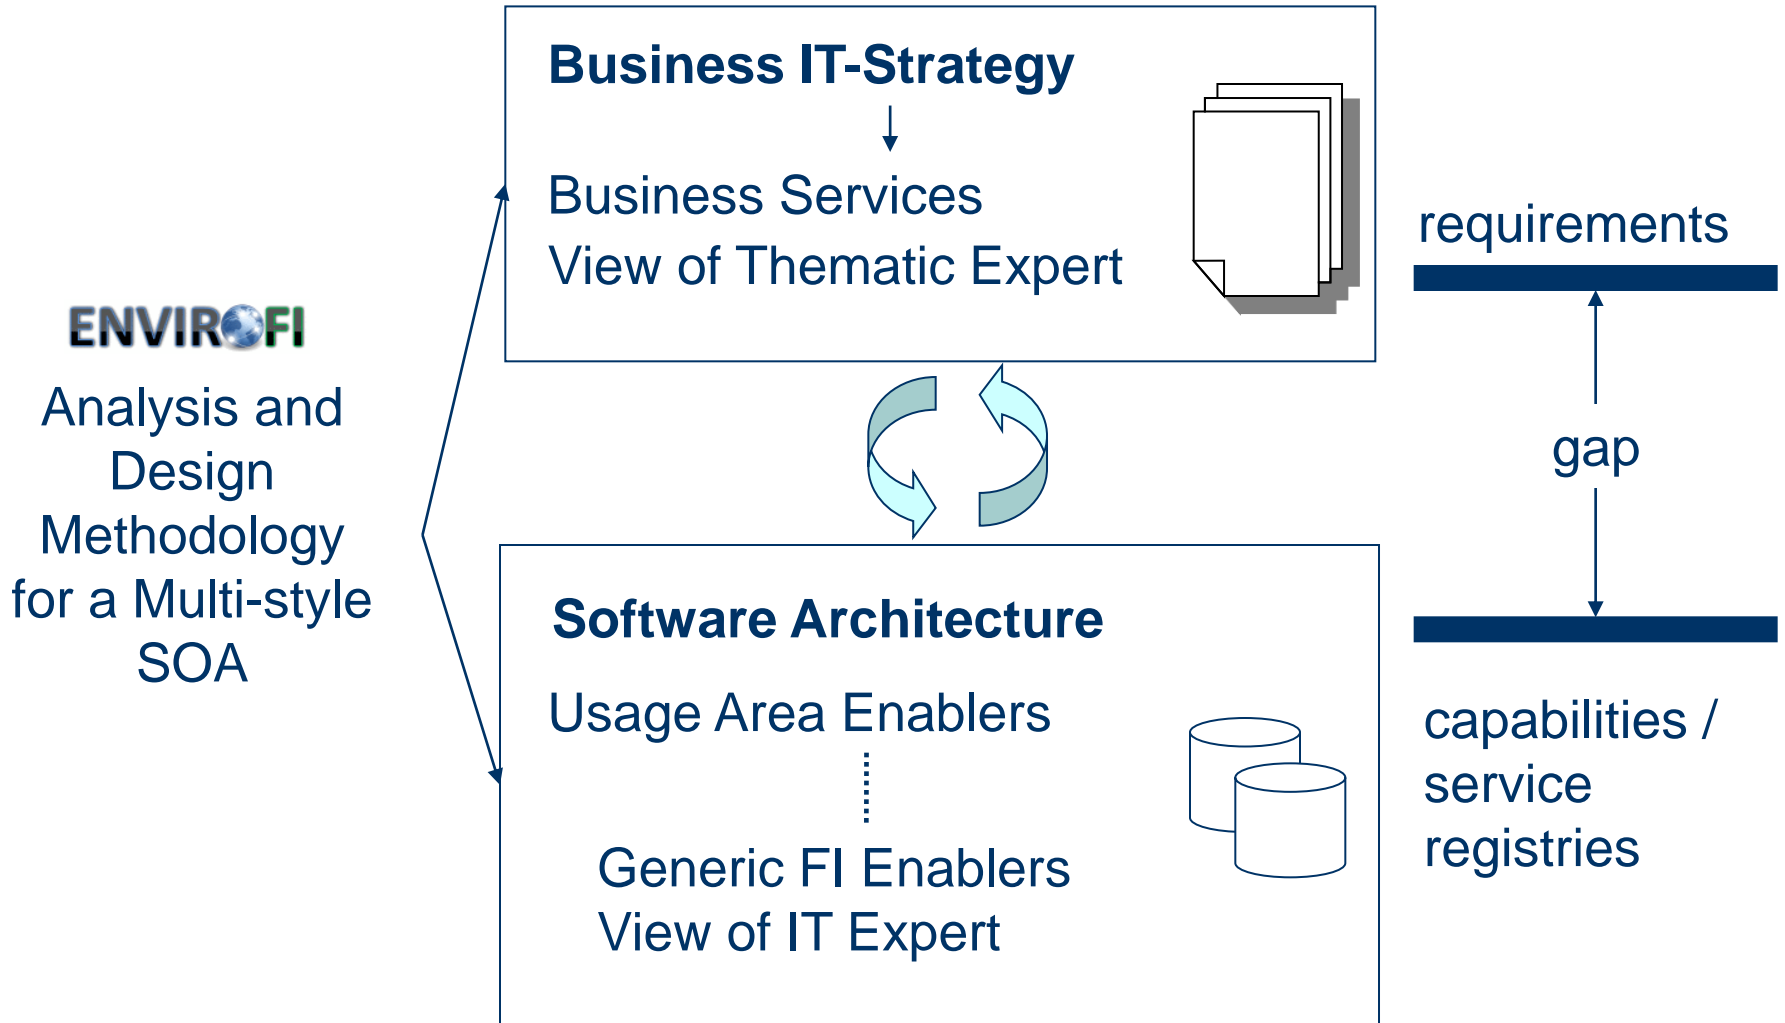 Business IT-Strategy
Business Services
View of Thematic Expert
requirements
ENVIROFI
Analysis and
Design
Methodology
for a Multi-style
SOA
gap
Software Architecture
Usage Area Enablers
Generic FI Enablers
View of IT Expert
capabilities /
service
registries